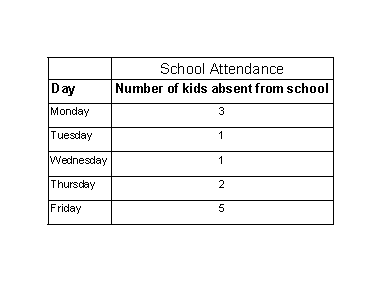 School Attendance
Day Number of kids absent from school
Monday 3
Tuesday 1
Wednesday 1
Thursday 2
Friday 5